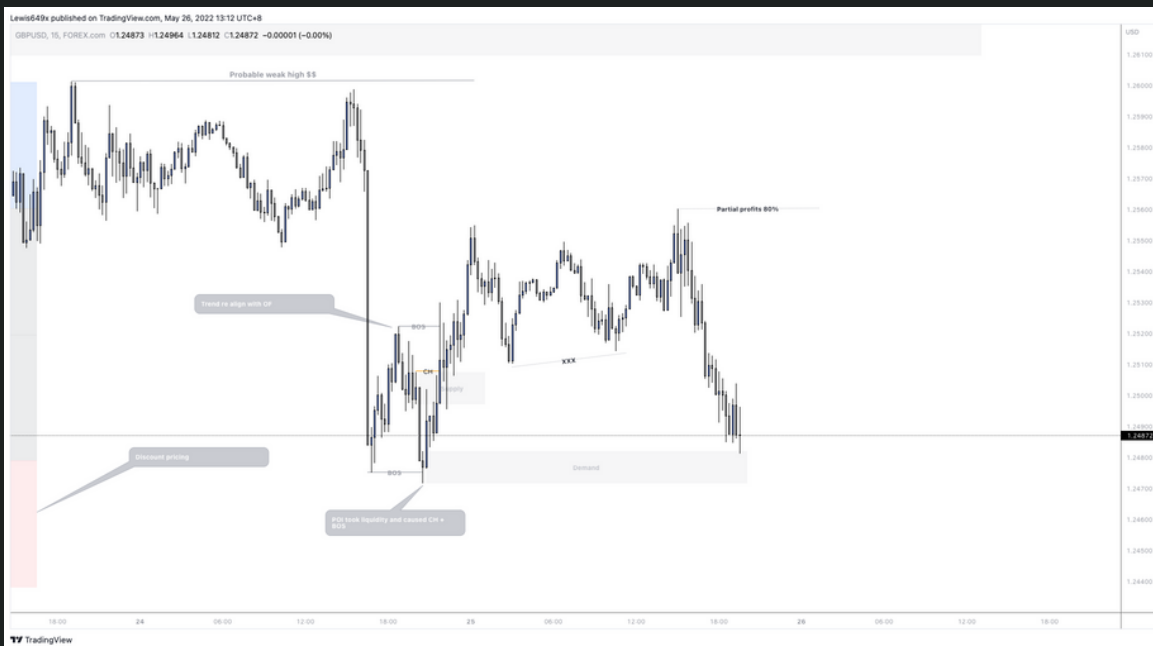 Lewis649x published on TradingView.com, May 26, 2022 13:12 UTC+8
GBPUSD, 15, FOREX.com O1.24873 H1.24964 L1.24812 C1.24872 −0.00001 (−0.00%)
USD
1.26100
Probable weak high $$
1.26000
1.25900
1.25800
1.25700
Partial profits 80%
1.25600
1.25500
1.25400
Trend re align with OF
1.25300
BOS
1.25200
XXX
1.25100
CH
Supply
1.25000
1.24900
1.24872
Discount pricing
1.24800
Demand
BOS
1.24700
POI took liquidity and caused CH +
BOS
1.24600
1.24500
1.24400
18:00 24 06:00 12:00 18:00 25 06:00 12:00 18:00 26 06:00 12:00 18:00
TradingView